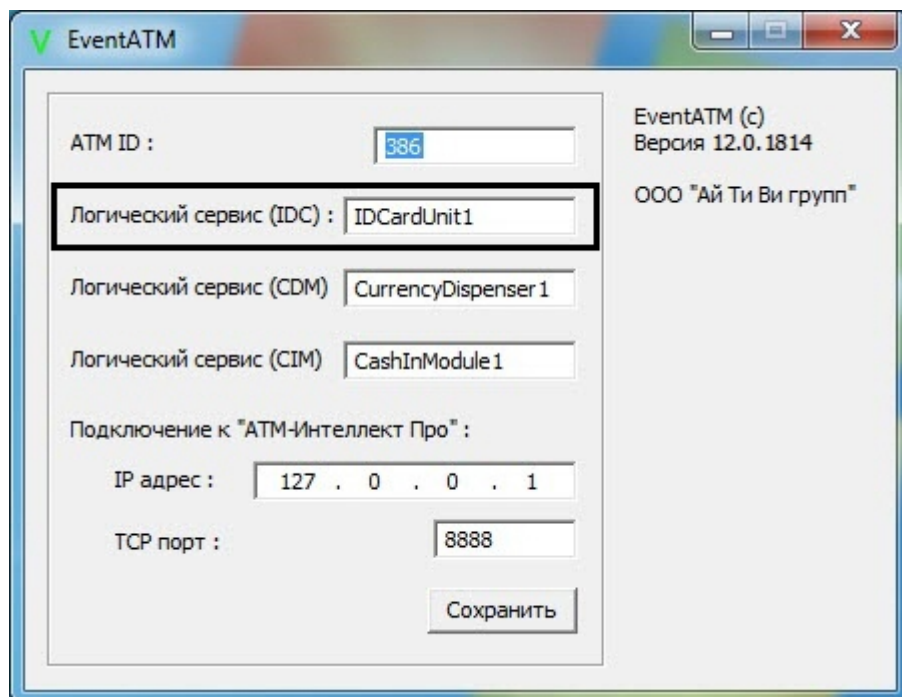 EventATM
EventATM (c)
Версия 12.0.1814
ООО "Ай Ти Ви групп"
ATM ID : 386
Логический сервис (IDC) : IDCardUnit1
Логический сервис (CDM) CurrencyDispenser1
Логический сервис (CIM) CashInModule1
Подключение к "АТМ-Интеллект Про" :
IP адрес : 127 . 0 . 0 . 1
TCP порт : 8888
Сохранить